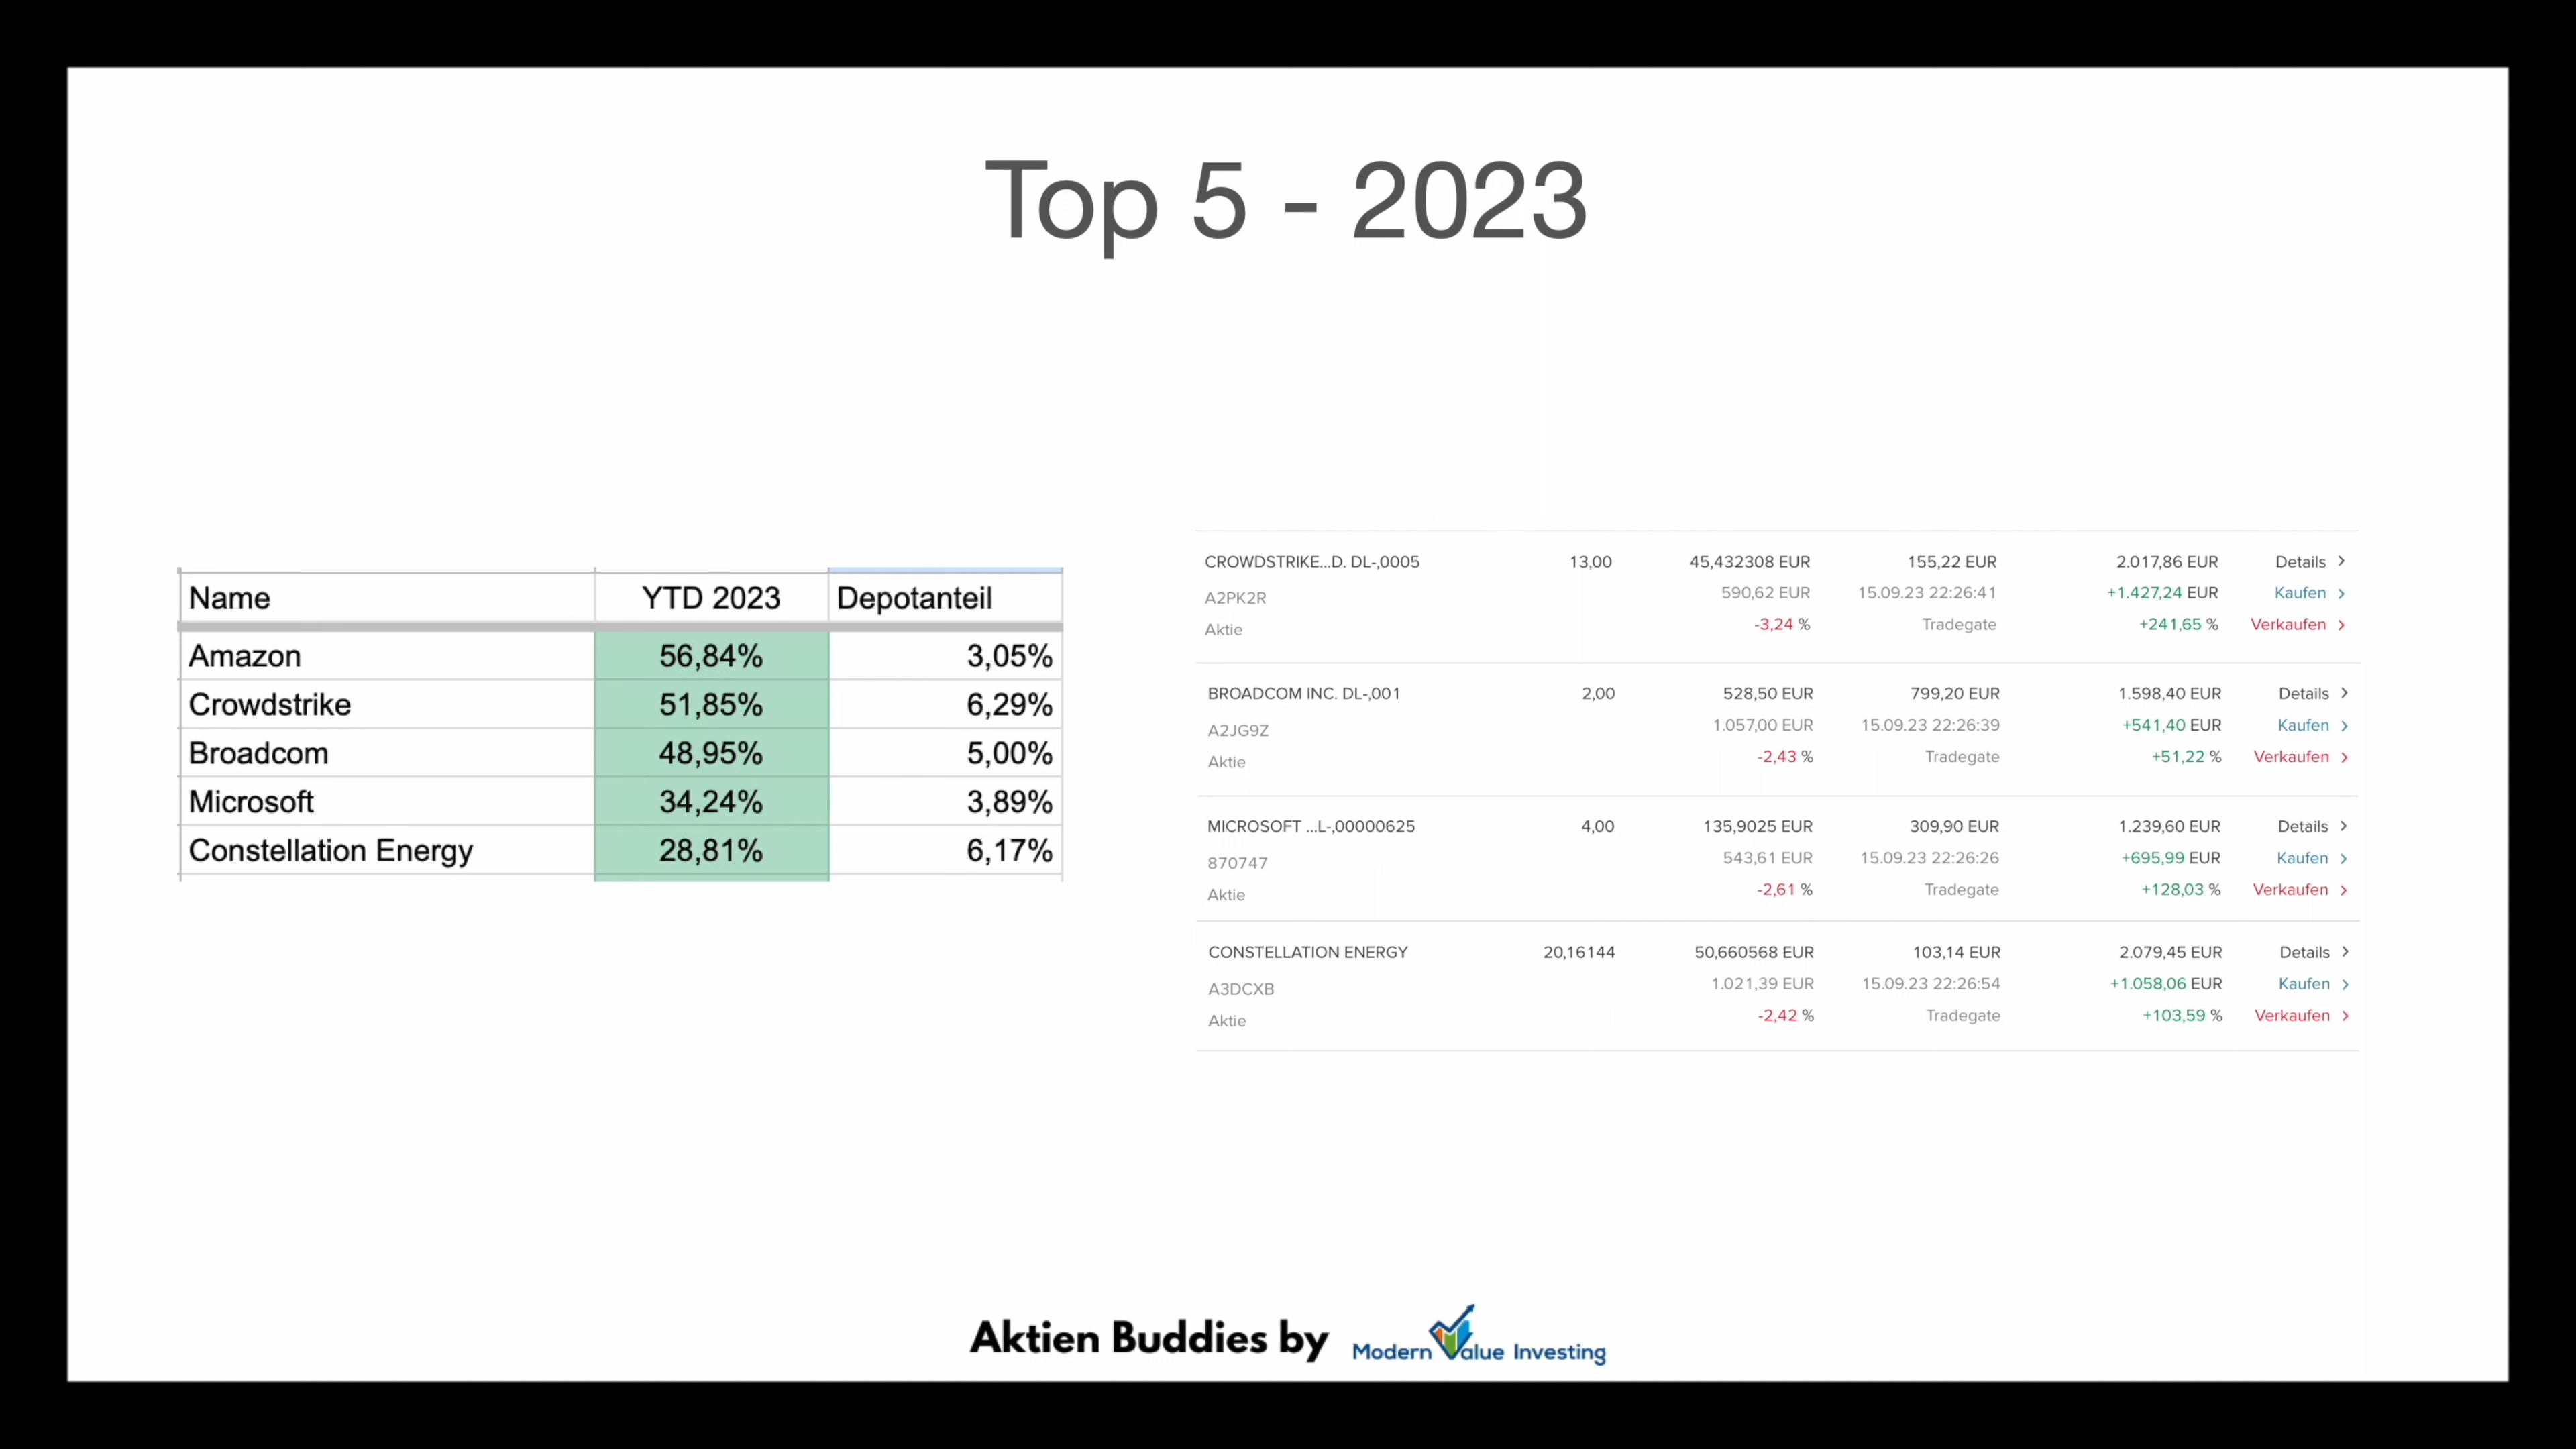 Top 5 - 2023
Name YTD 2023 Depotanteil
Amazon 56,84% 3,05%
Crowdstrike 51,85% 6,29%
Broadcom 48,95% 5,00%
Microsoft 34,24% 3,89%
Constellation Energy 28,81% 6,17%
CROWDSTRIKE...D. DL-,0005 13,00 45,432308 EUR 155,22 EUR 2.017,86 EUR Details
A2PK2R 590,62 EUR 15.09.23 22:26:41 +1.427,24 EUR Kaufen
Aktie -3,24 % Tradegate +241,65 % Verkaufen
BROADCOM INC. DL-,001 2,00 528,50 EUR 799,20 EUR 1.598,40 EUR Details
A2JG9Z 1.057,00 EUR 15.09.23 22:26:39 +541,40 EUR Kaufen
Aktie -2,43 % Tradegate +51,22 % Verkaufen
MICROSOFT ...L-,00000625 4,00 135,9025 EUR 309,90 EUR 1.239,60 EUR Details
870747 543,61 EUR 15.09.23 22:26:26 +695,99 EUR Kaufen
Aktie -2,61 % Tradegate +128,03 % Verkaufen
CONSTELLATION ENERGY 20,16144 50,660568 EUR 103,14 EUR 2.079,45 EUR Details
A3DCXB 1.021,39 EUR 15.09.23 22:26:54 +1.058,06 EUR Kaufen
Aktie -2,42 % Tradegate +103,59 % Verkaufen
Aktien Buddies by Modern Value Investing